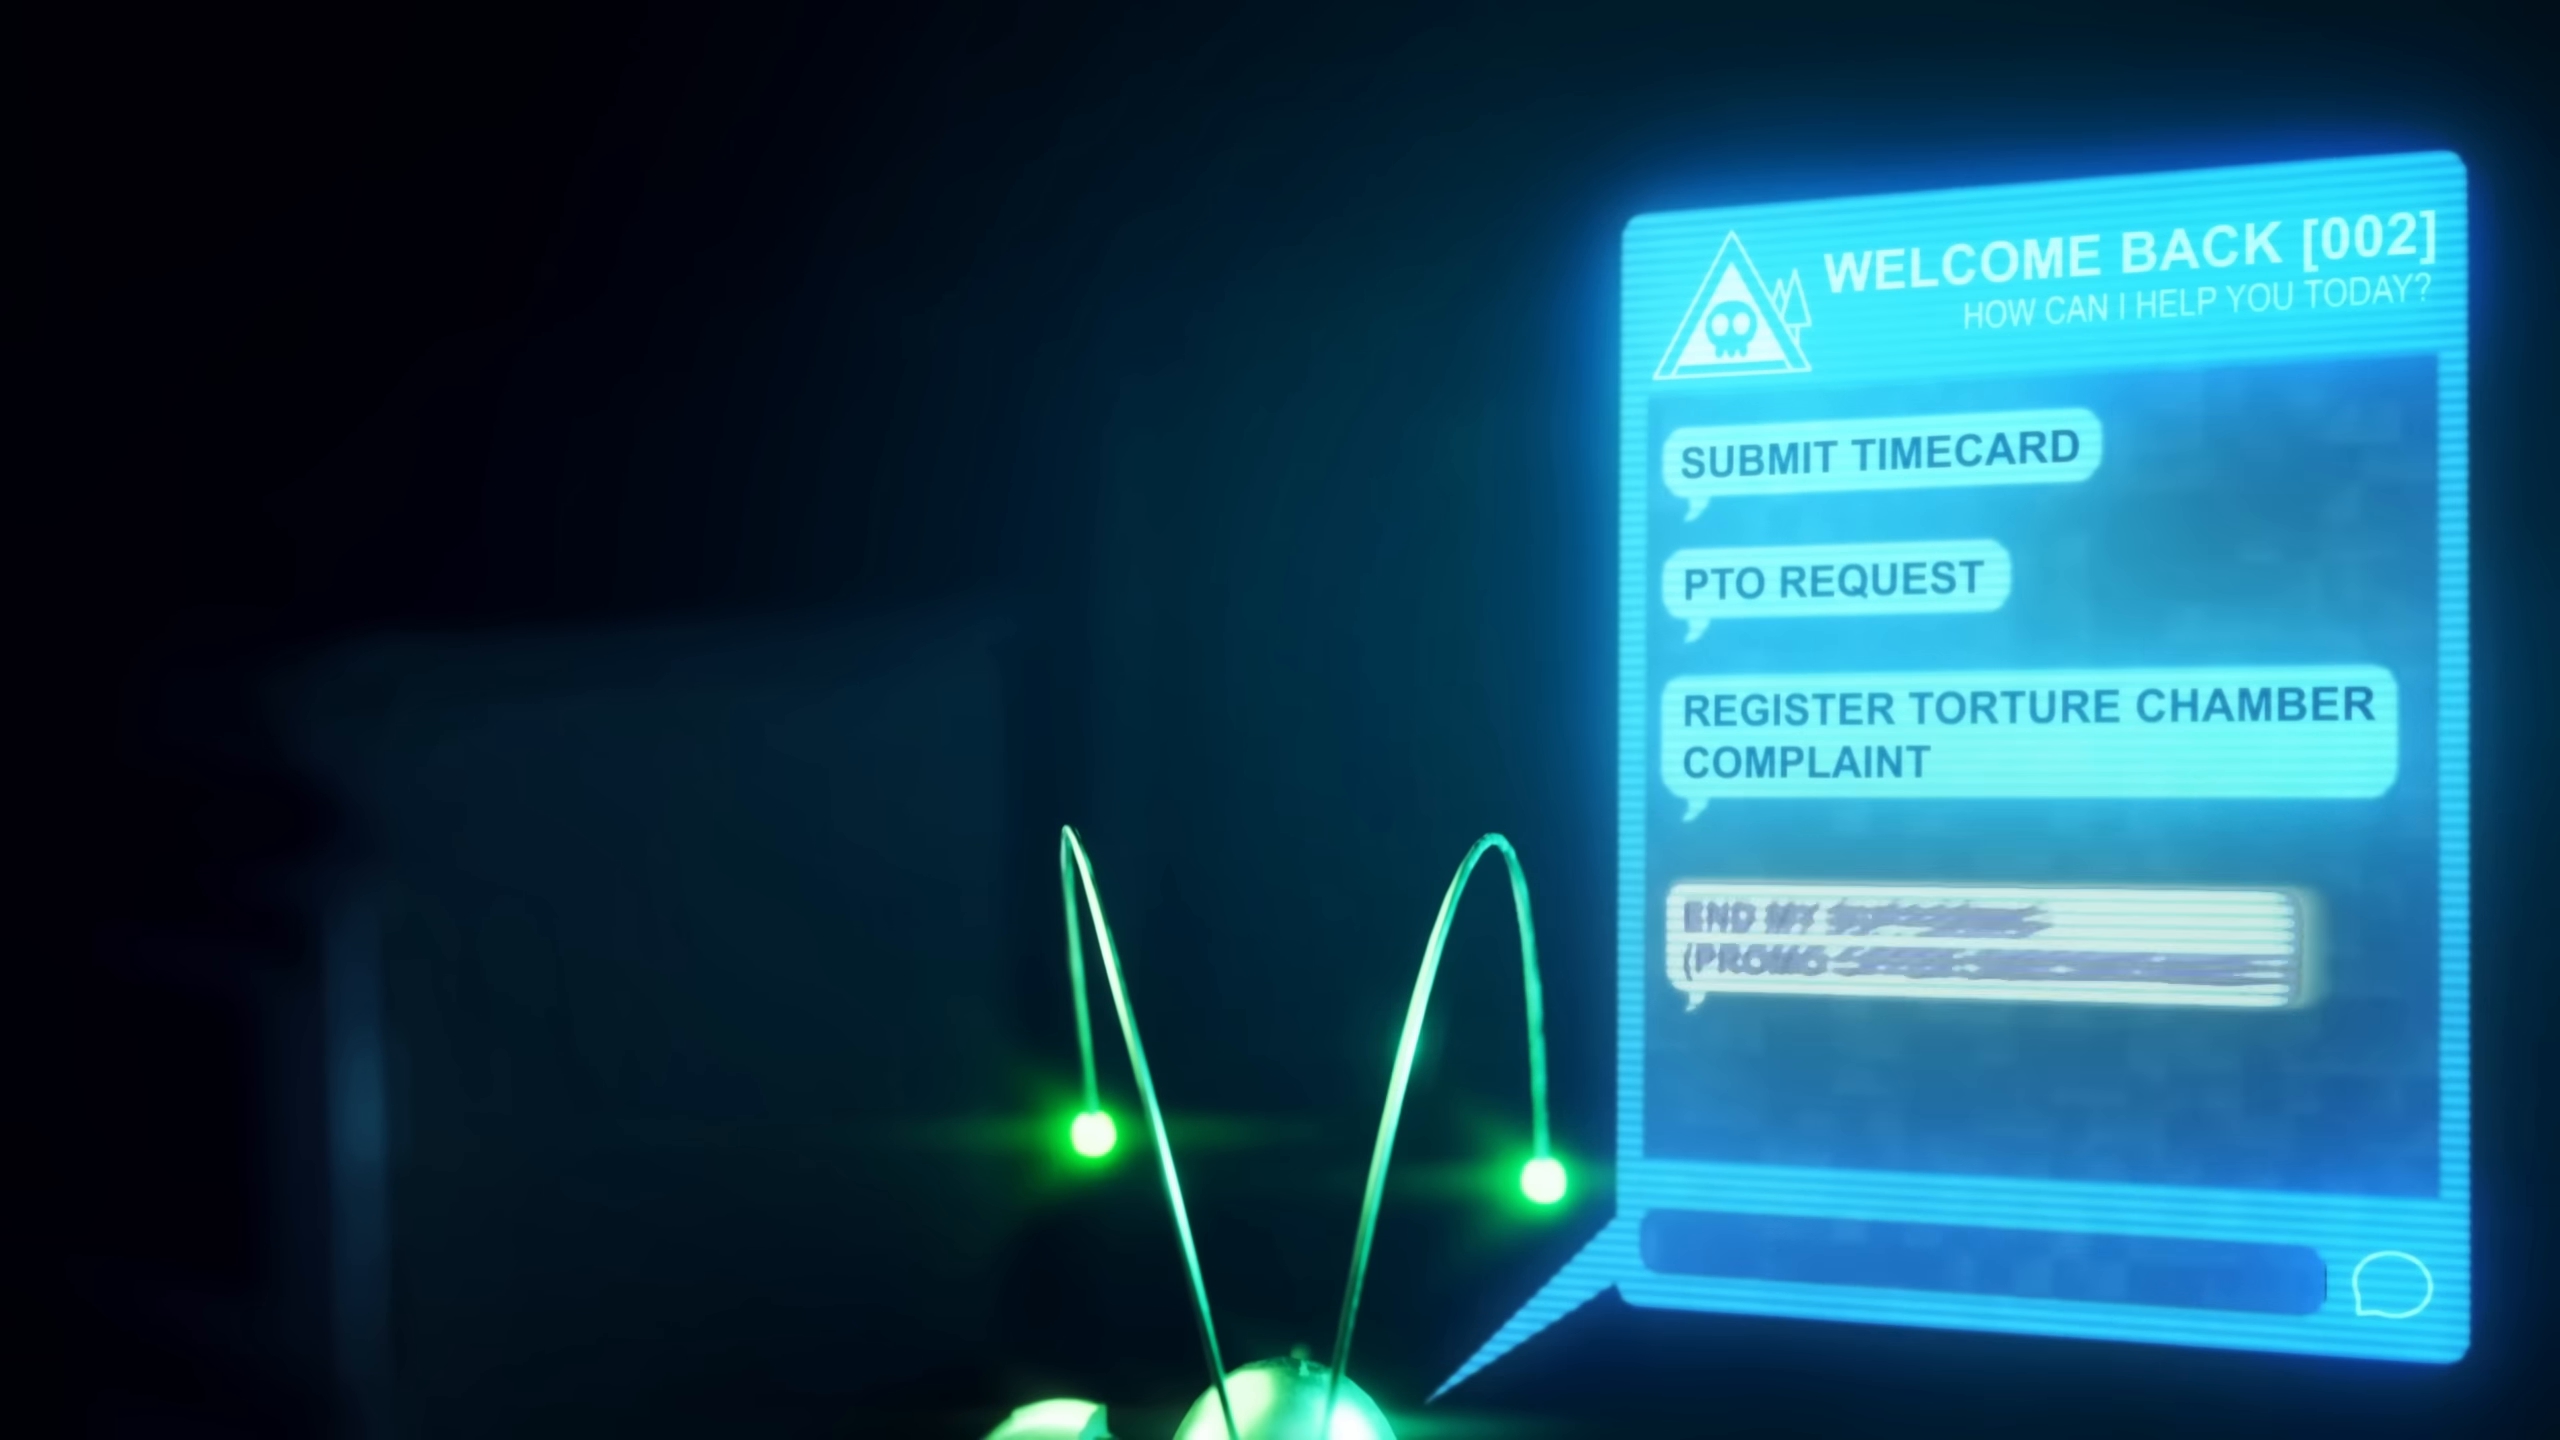 WELCOME BACK [002]
HOW CAN I HELP YOU TODAY?
SUBMIT TIMECARD
PTO REQUEST
REGISTER TORTURE CHAMBER
COMPLAINT
END MY
(PROMO